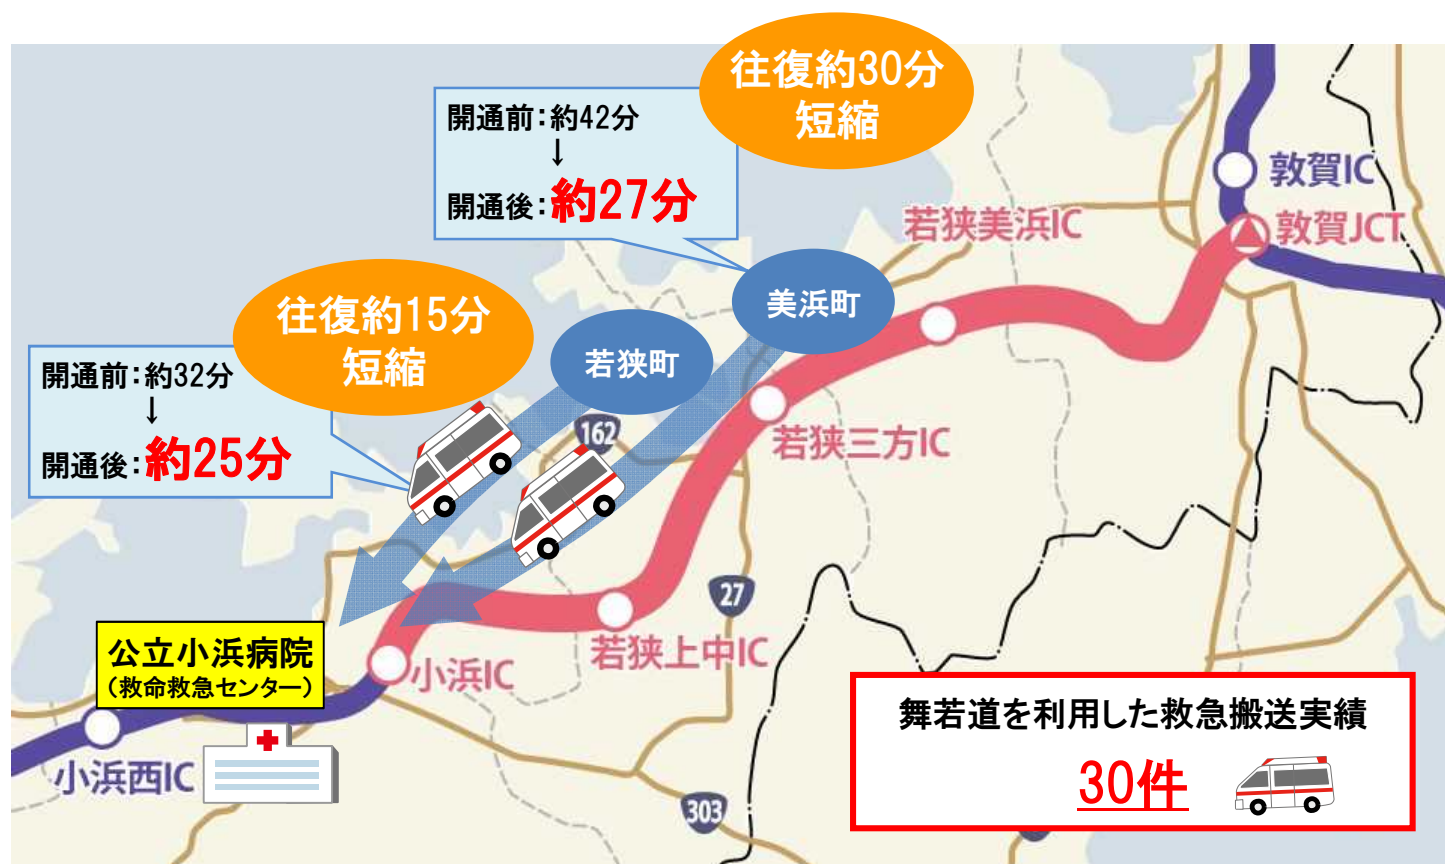 往復約30分
短縮
開通前：約42分
↓
開通後：約27分
敦賀IC
若狭美浜IC
敦賀JCT
美浜町
往復約15分
短縮
若狭町
開通前：約32分
↓
開通後：約25分
162
若狭三方IC
27
公立小浜病院
（救命救急センター）
若狭上中IC
小浜IC
小浜西IC
303
舞若道を利用した救急搬送実績
30件